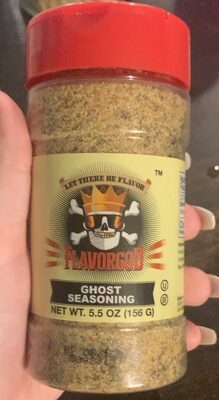 LET THERE BE FLAVOR
TM
FLAVORGOD
GHOST
SEASONING
U
NET WT. 5.5 OZ (156 G)